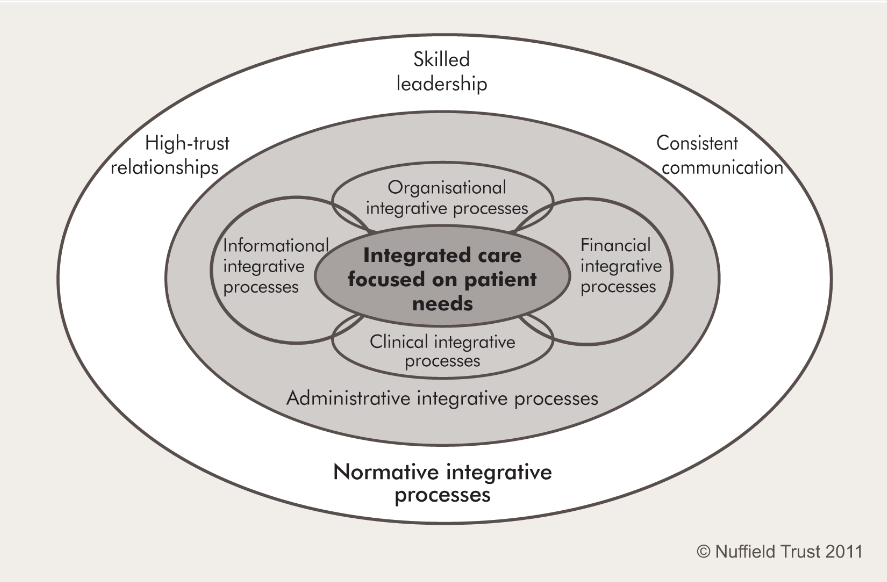 Skilled
leadership
High-trust
relationships
Consistent
communication
Organisational
integrative processes
Informational
integrative
processes
Integrated care
focused on patient
needs
Financial
integrative
processes
Clinical integrative
processes
Administrative integrative processes
Normative integrative
processes
© Nuffield Trust 2011